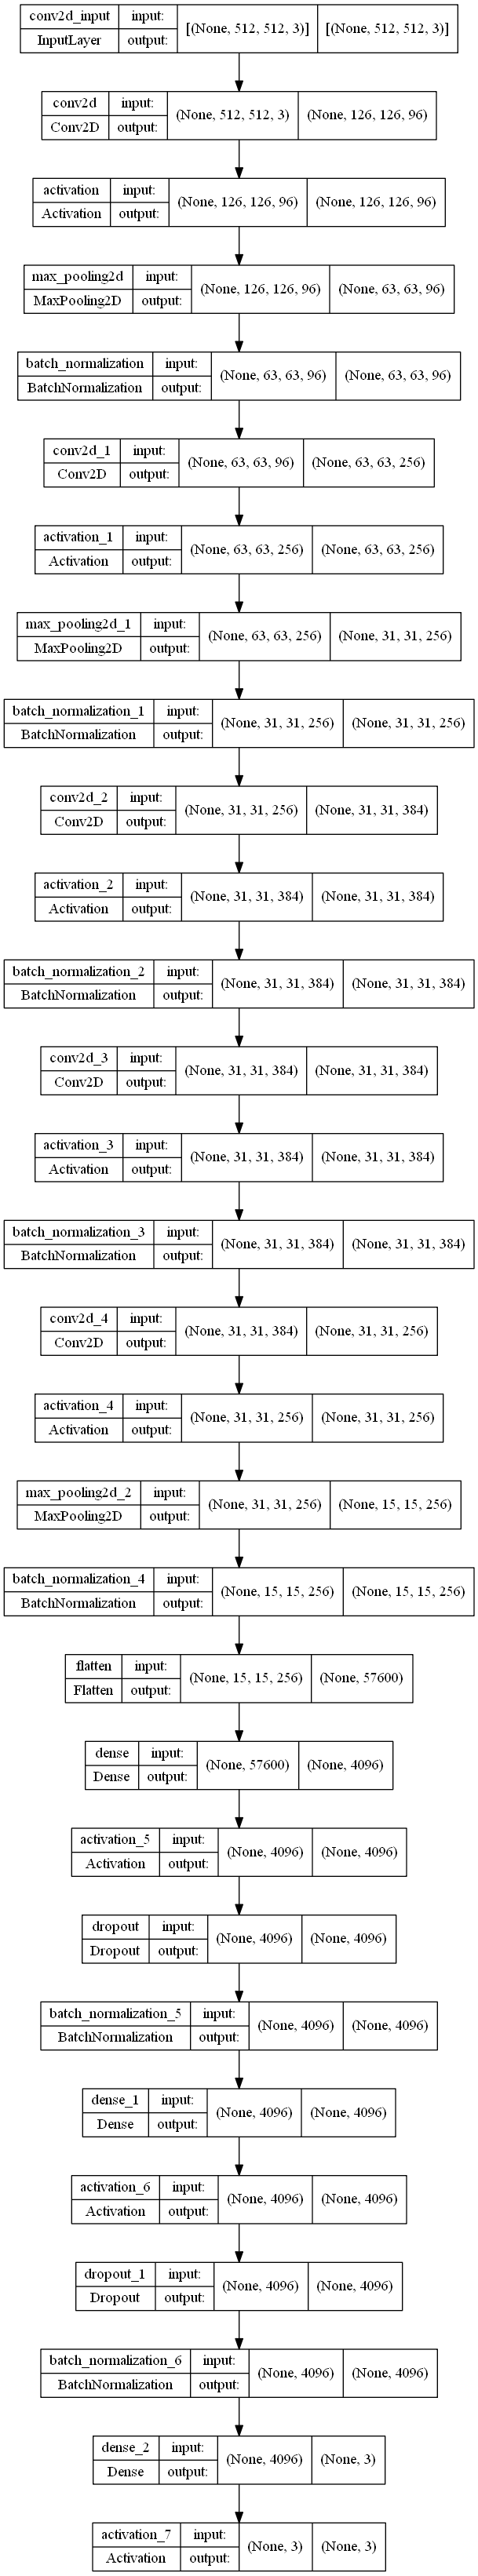 conv2d_input input: [(None, 512, 512, 3)] [(None, 512, 512, 3)]
InputLayer output:
conv2d input: (None, 512, 512, 3) (None, 126, 126, 96)
Conv2D output:
activation input: (None, 126, 126, 96) (None, 126, 126, 96)
Activation output:
max_pooling2d input: (None, 126, 126, 96) (None, 63, 63, 96)
MaxPooling2D output:
batch_normalization input: (None, 63, 63, 96) (None, 63, 63, 96)
BatchNormalization output:
conv2d_1 input: (None, 63, 63, 96) (None, 63, 63, 256)
Conv2D output:
activation_1 input: (None, 63, 63, 256) (None, 63, 63, 256)
Activation output:
max_pooling2d_1 input: (None, 63, 63, 256) (None, 31, 31, 256)
MaxPooling2D output:
batch_normalization_1 input: (None, 31, 31, 256) (None, 31, 31, 256)
BatchNormalization output:
conv2d_2 input: (None, 31, 31, 256) (None, 31, 31, 384)
Conv2D output:
activation_2 input: (None, 31, 31, 384) (None, 31, 31, 384)
Activation output:
batch_normalization_2 input: (None, 31, 31, 384) (None, 31, 31, 384)
BatchNormalization output:
conv2d_3 input: (None, 31, 31, 384) (None, 31, 31, 384)
Conv2D output:
activation_3 input: (None, 31, 31, 384) (None, 31, 31, 384)
Activation output:
batch_normalization_3 input: (None, 31, 31, 384) (None, 31, 31, 384)
BatchNormalization output:
conv2d_4 input: (None, 31, 31, 384) (None, 31, 31, 256)
Conv2D output:
activation_4 input: (None, 31, 31, 256) (None, 31, 31, 256)
Activation output:
max_pooling2d_2 input: (None, 31, 31, 256) (None, 15, 15, 256)
MaxPooling2D output:
batch_normalization_4 input: (None, 15, 15, 256) (None, 15, 15, 256)
BatchNormalization output:
flatten input: (None, 15, 15, 256) (None, 57600)
Flatten output:
dense input: (None, 57600) (None, 4096)
Dense output:
activation_5 input: (None, 4096) (None, 4096)
Activation output:
dropout input: (None, 4096) (None, 4096)
Dropout output:
batch_normalization_5 input: (None, 4096) (None, 4096)
BatchNormalization output:
dense_1 input: (None, 4096) (None, 4096)
Dense output:
activation_6 input: (None, 4096) (None, 4096)
Activation output:
dropout_1 input: (None, 4096) (None, 4096)
Dropout output:
batch_normalization_6 input: (None, 4096) (None, 4096)
BatchNormalization output:
dense_2 input: (None, 4096) (None, 3)
Dense output:
activation_7 input: (None, 3) (None, 3)
Activation output: